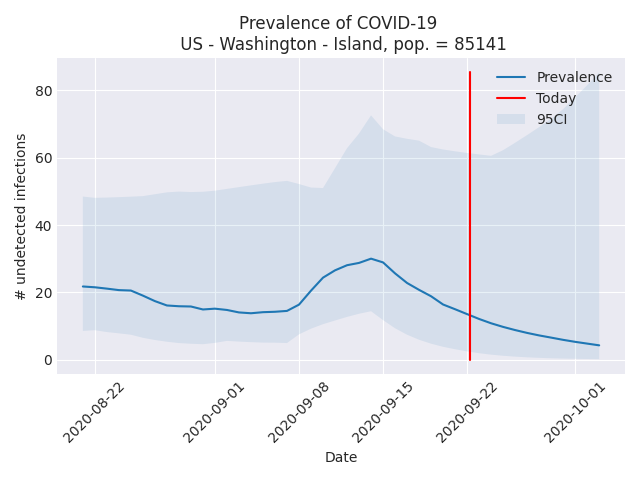 Prevalence of COVID-19
US - Washington - Island, pop. = 85141
Prevalence
Today
95CI
# undetected infections
80
60
40
20
0
2020-08-22
2020-09-01
2020-09-08
2020-09-15
2020-09-22
2020-10-01
Date